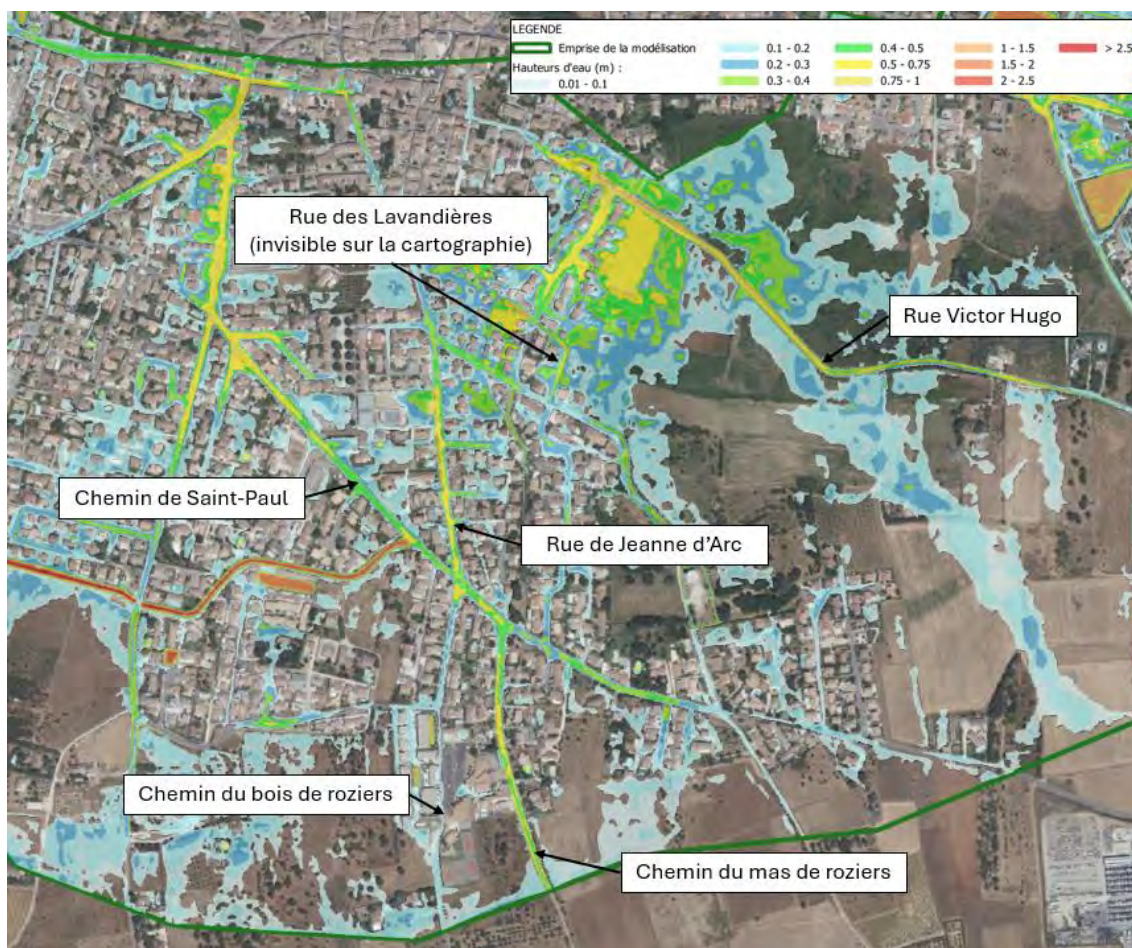 LEGENDE
Emprise de la modélisation
Hauteurs d'eau (m) :
0.01 - 0.1
0.1 - 0.2
0.2 - 0.3
0.3 - 0.4
0.4 - 0.5
0.5 - 0.75
0.75 - 1
1 - 1.5
1.5 - 2
2 - 2.5
> 2.5
Rue des Lavandières
(invisible sur la cartographie)
Rue Victor Hugo
Chemin de Saint-Paul
Rue de Jeanne d'Arc
Chemin du bois de roziers
Chemin du mas de roziers